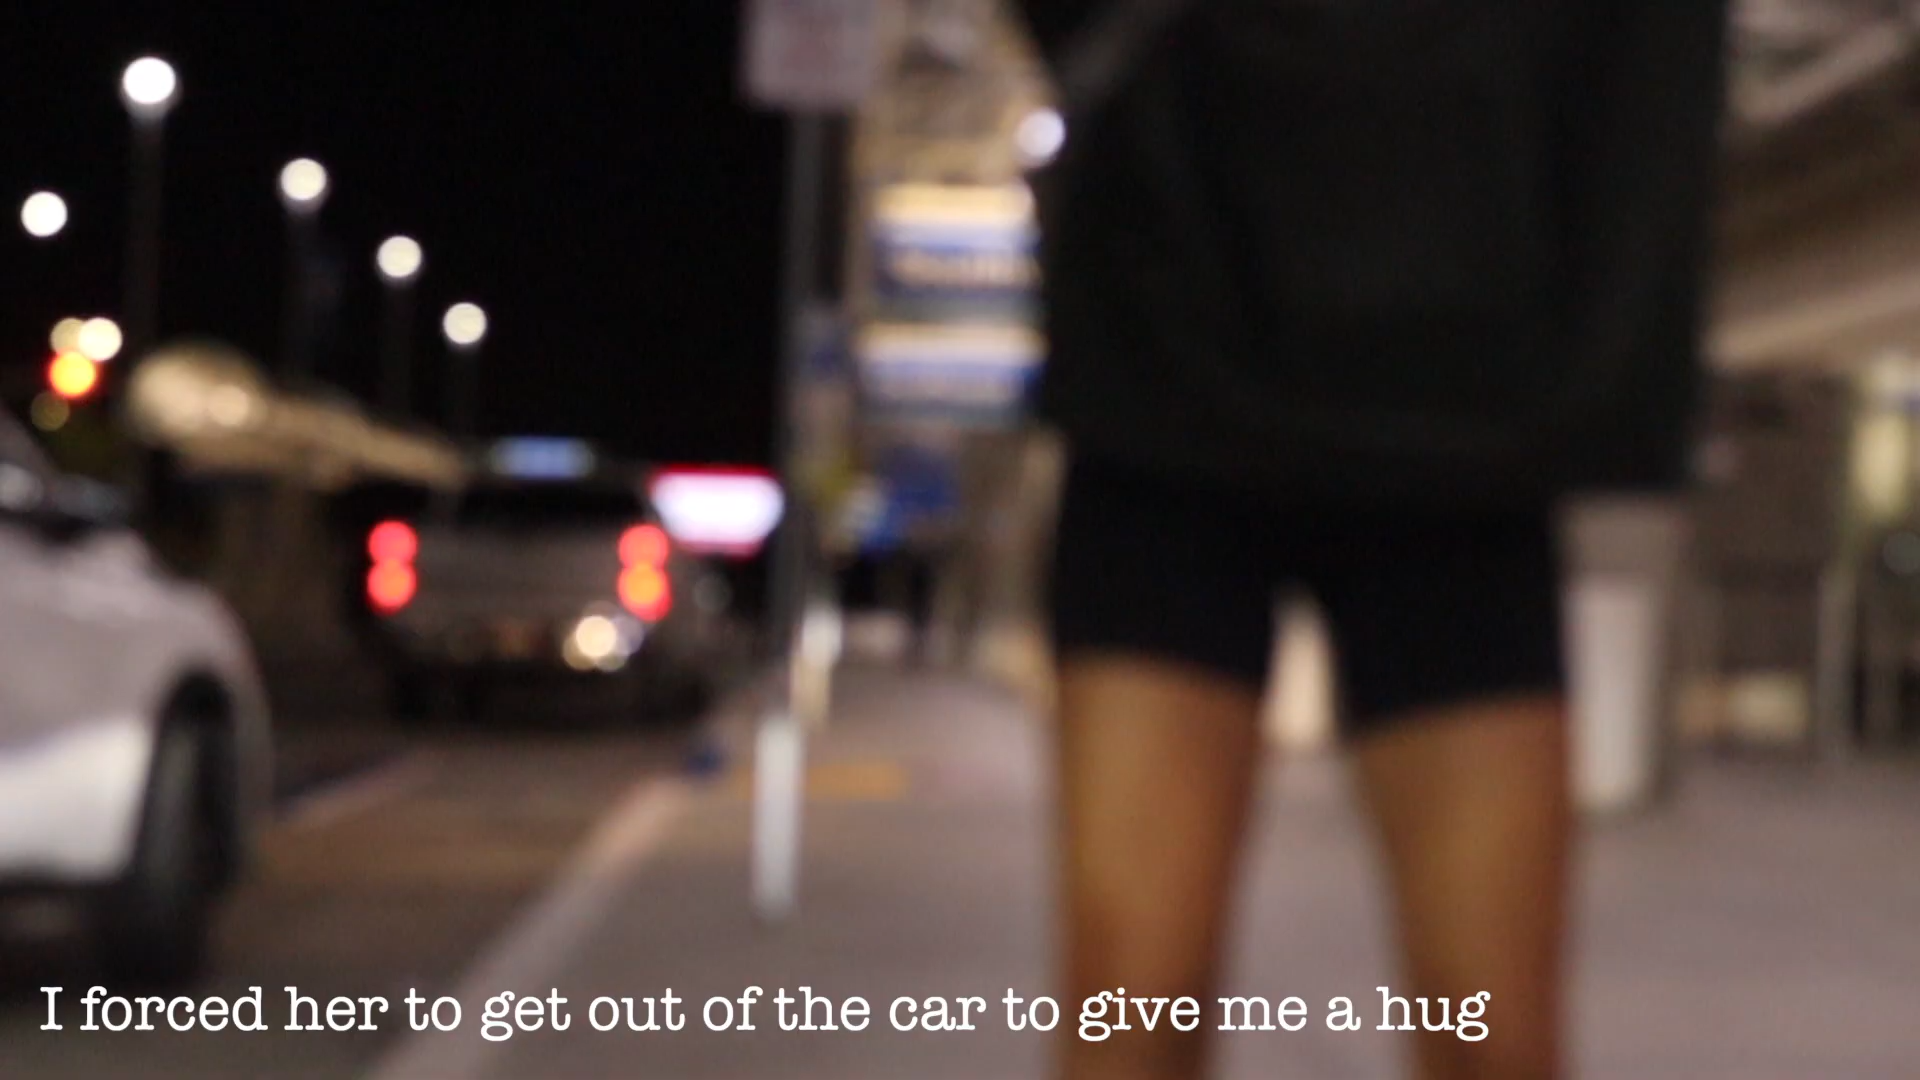 I forced her to get out of the car to give me a hug